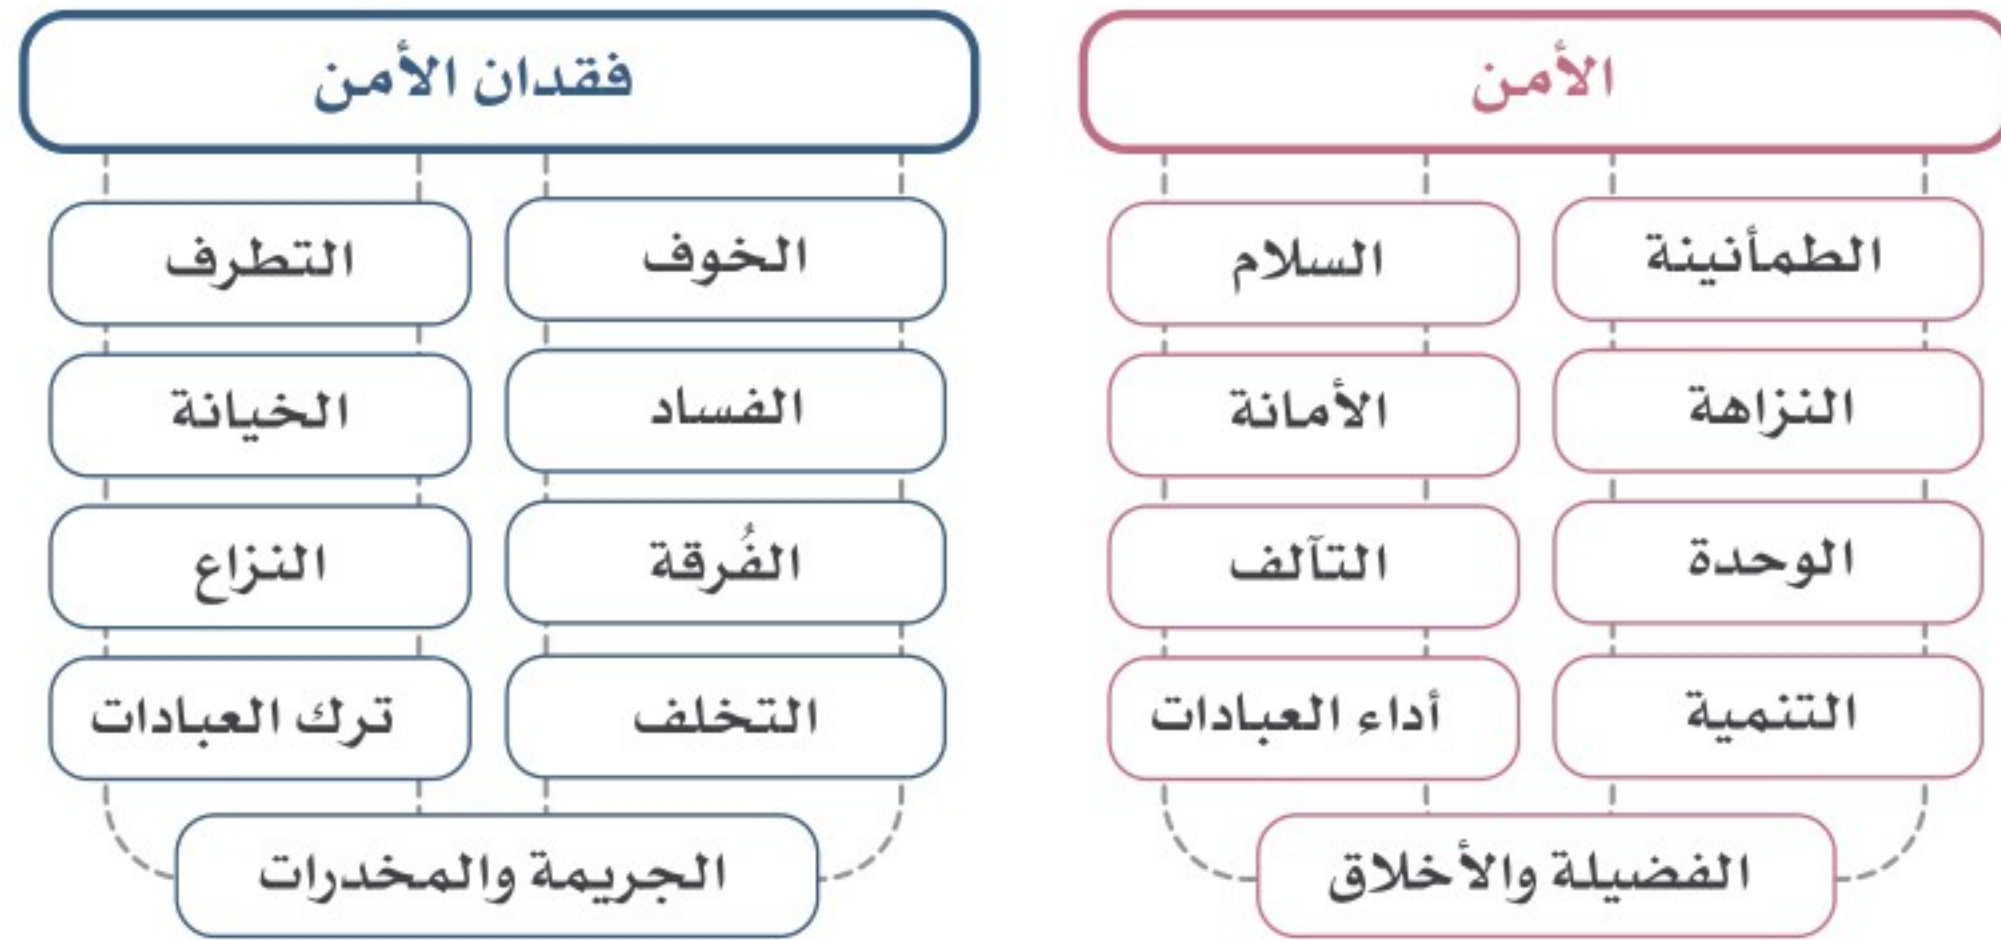 الأمن
الطمأنينة
السلام
النزاهة
الأمانة
الوحدة
التآلف
التنمية
أداء العبادات
الفضيلة والأخلاق
فقدان الأمن
الخوف
التطرف
الفساد
الخيانة
الفُرقة
النزاع
التخلف
ترك العبادات
الجريمة والمخدرات